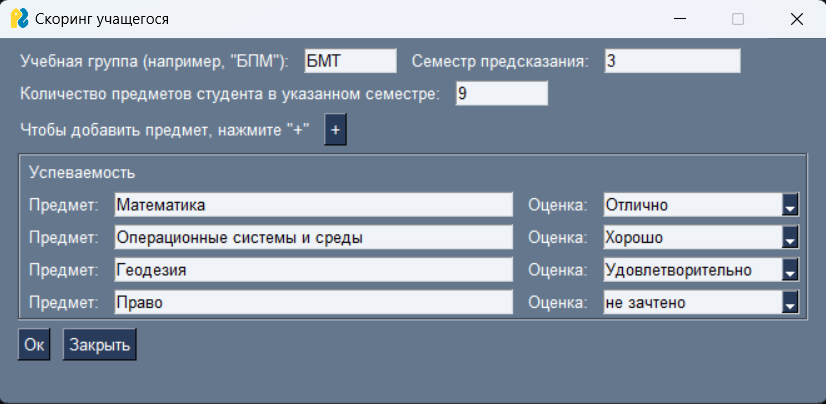 Скоринг учащегося
Учебная группа (например, "БПМ"): БМТ Семестр предсказания: 3
Количество предметов студента в указанном семестре: 9
Чтобы добавить предмет, нажмите "+" +
Успеваемость
Предмет: Математика Оценка: Отлично
Предмет: Операционные системы и среды Оценка: Хорошо
Предмет: Геодезия Оценка: Удовлетворительно
Предмет: Право Оценка: не зачтено
Ок Закрыть